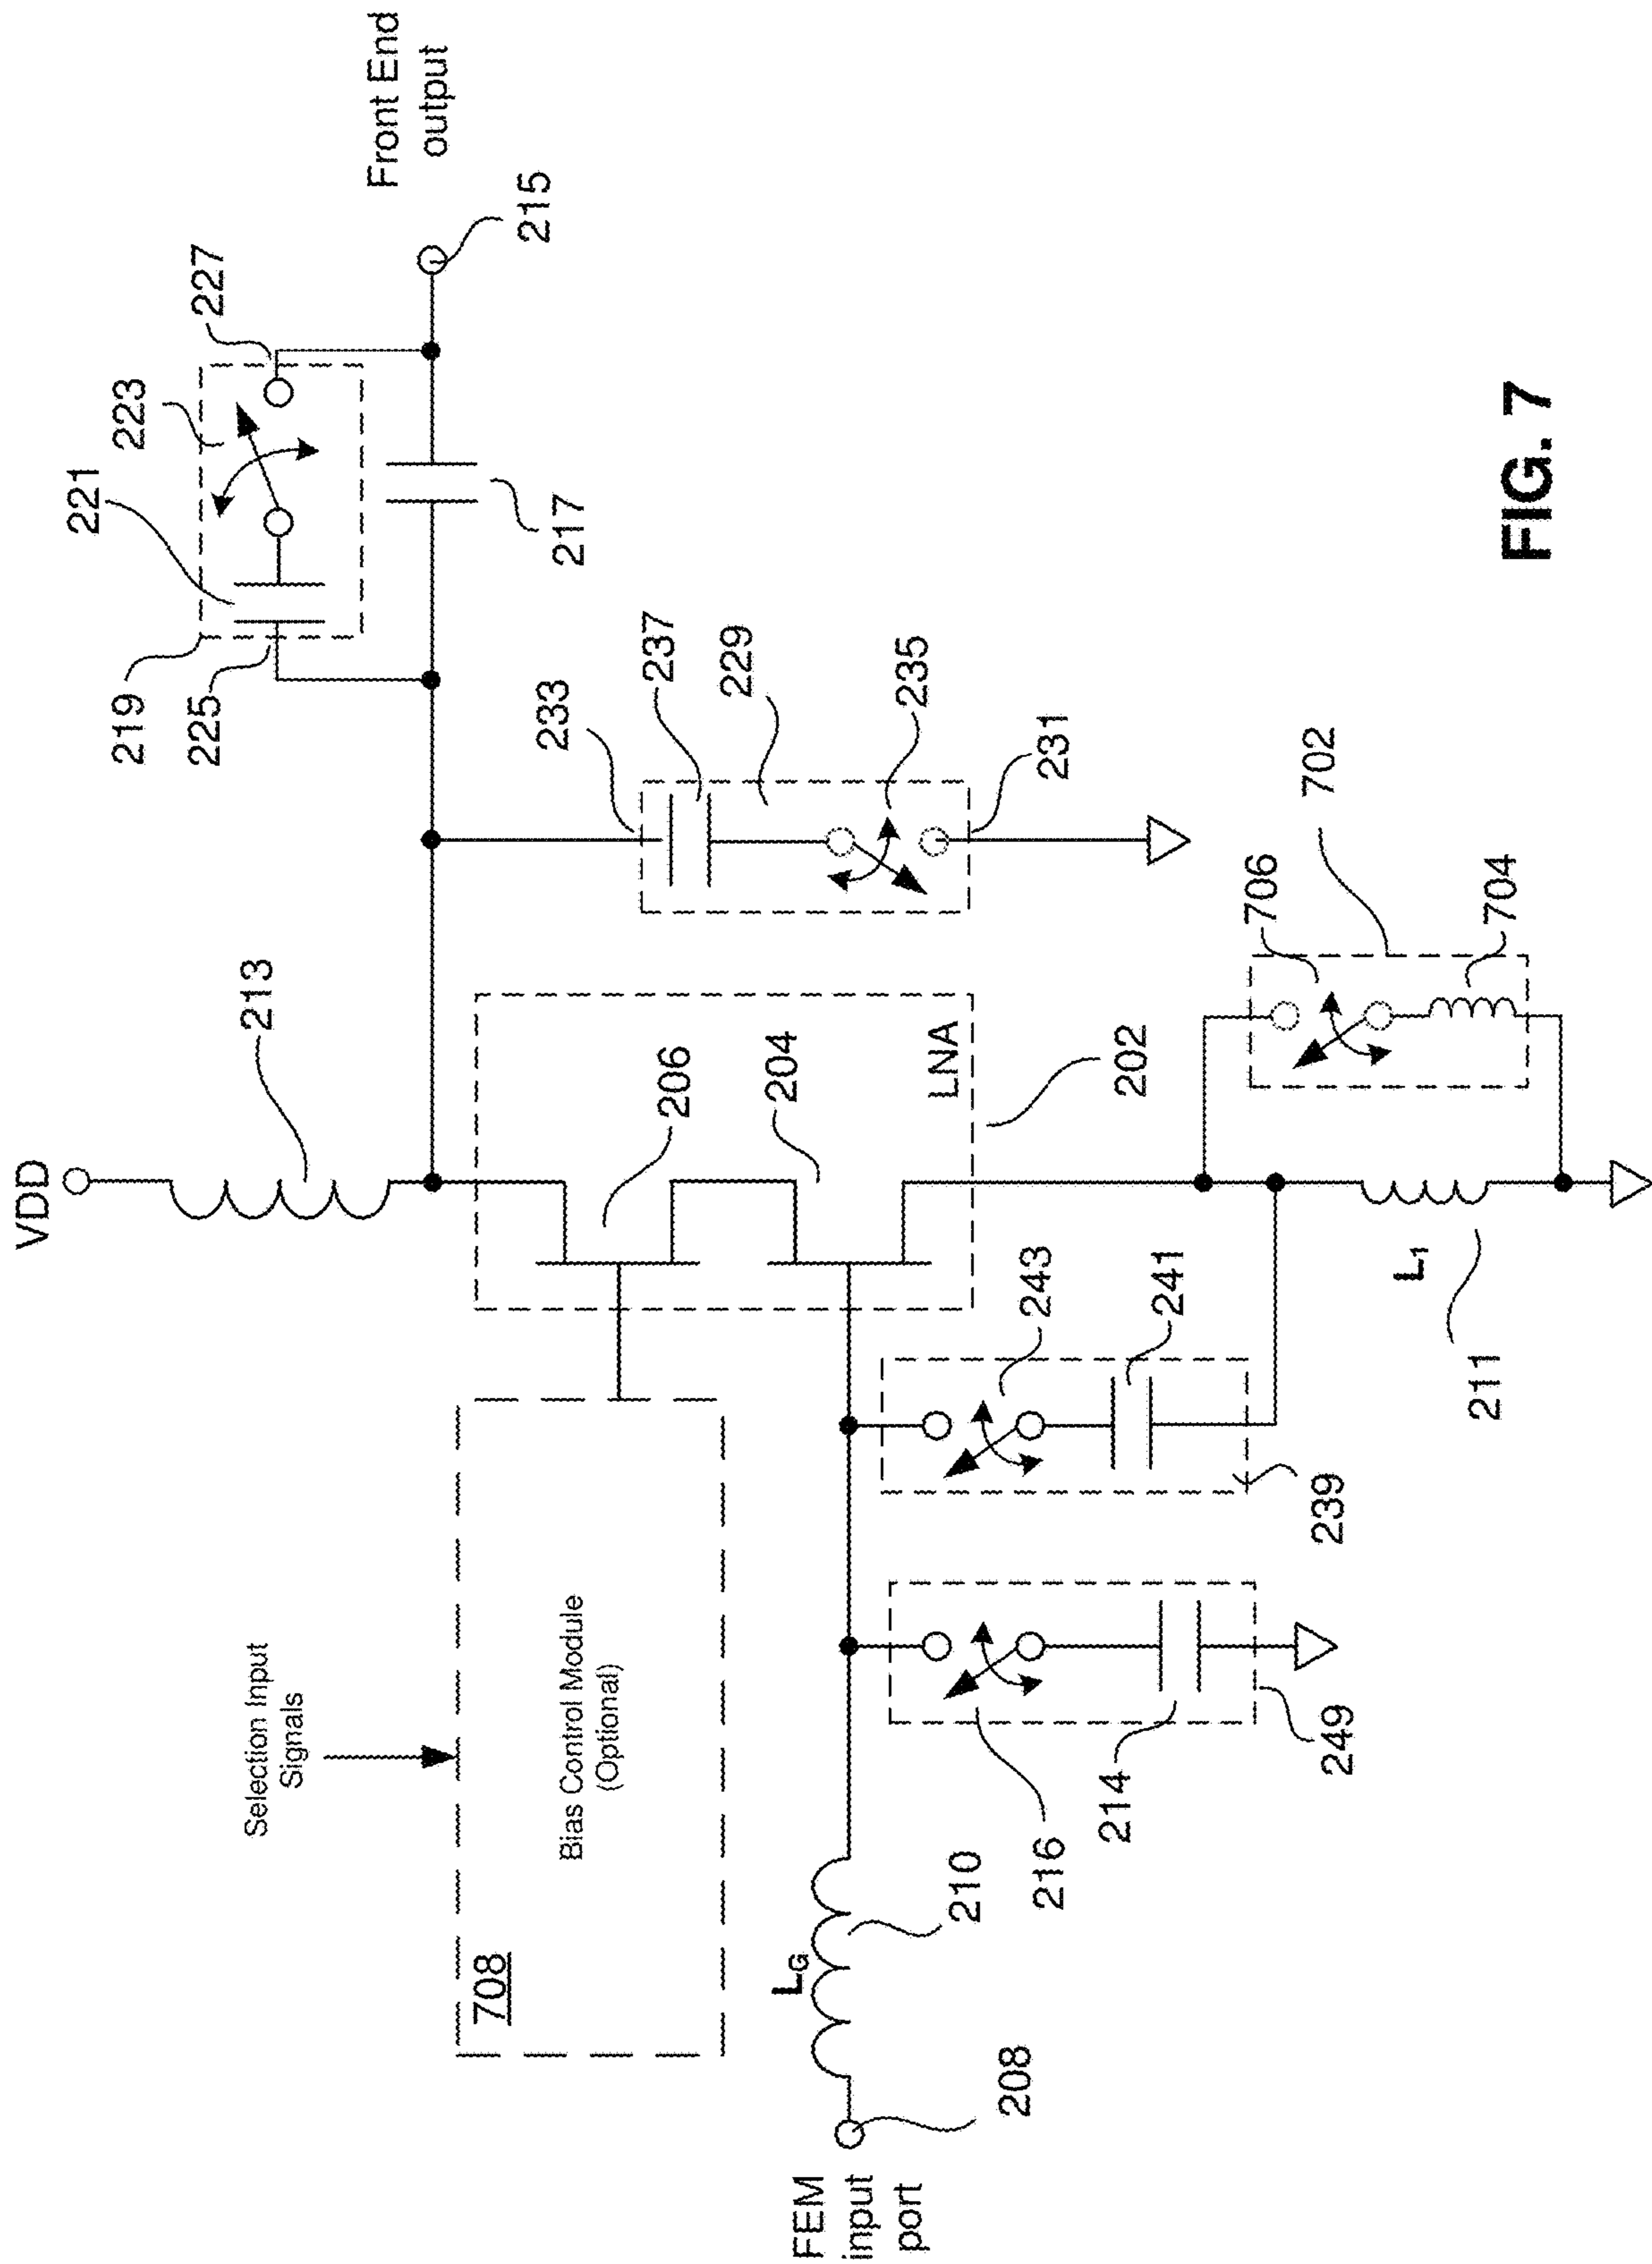 VDD
213
219
221
223
225
227
Front End
output
215
217
Selection Input
Signals
708
Bias Control Module
(Optional)
206
204
LNA
202
233
237
229
235
231
FEM
input
port
208
LG
210
216
214
249
243
241
239
L1
211
706
704
702
FIG. 7